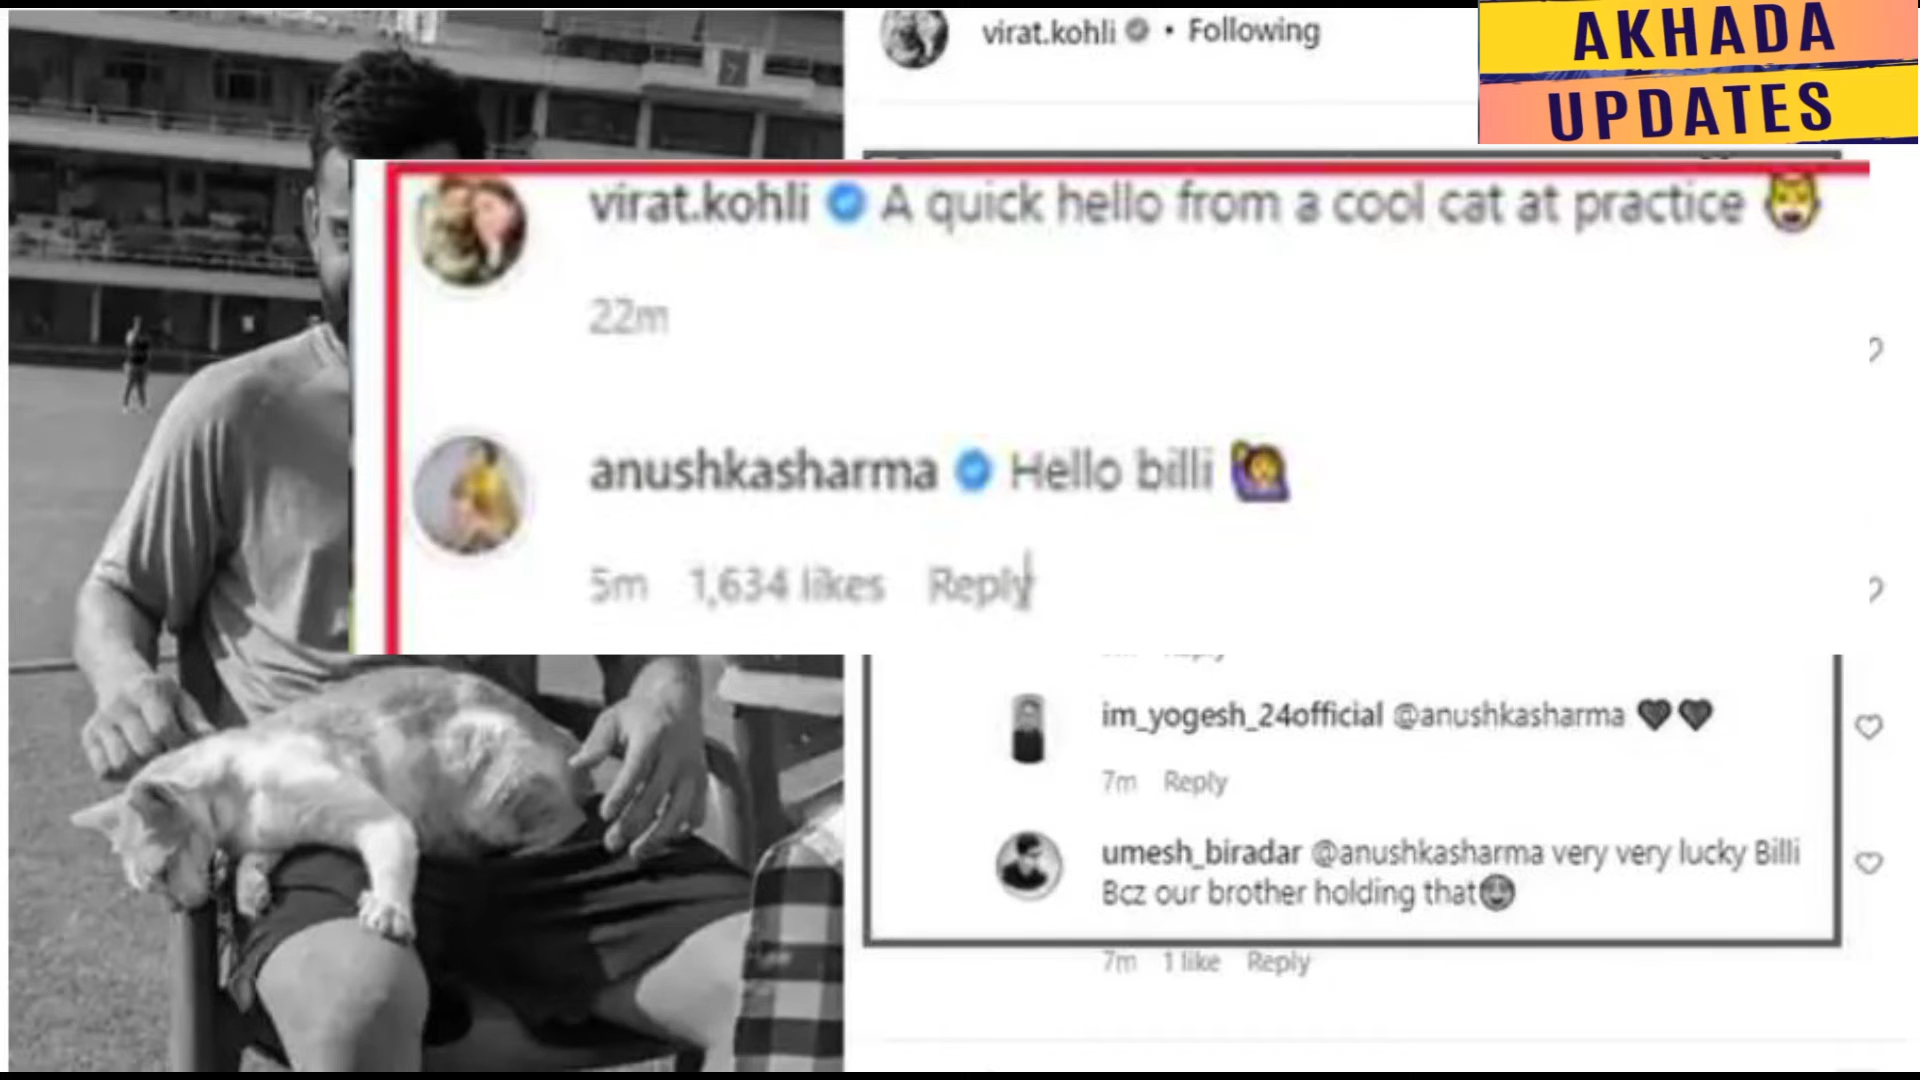 virat.kohli • Following
AKHADA
UPDATES
virat.kohli A quick hello from a cool cat at practice
22m
anushkasharma Hello billi
5m 1,634 likes Reply
im_yogesh_24official @anushkasharma 🖤🖤
7m Reply
umesh_biradar @anushkasharma very very lucky Billi
Bcz our brother holding that
7m 1 like Reply